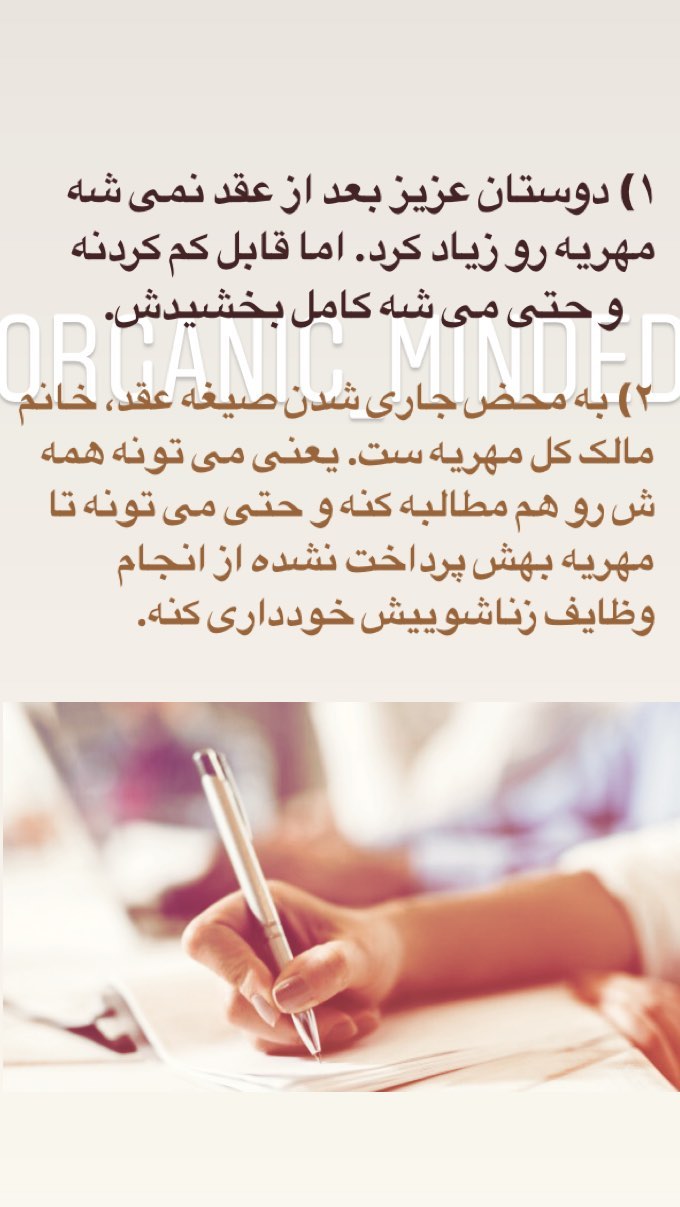 ۱) دوستان عزیز بعد از عقد نمی شه
مهریه رو زیاد کرد. اما قابل کم کردنه
و حتی می شه کامل بخشیدش.
ORGANIC_MINDED
۲) به محض جاری شدن صیغه عقد، خانم
مالک کل مهریه ست. یعنی می تونه همه
ش رو هم مطالبه کنه و حتی می تونه تا
مهریه بهش پرداخت نشده از انجام
وظایف زناشوییش خودداری کنه.